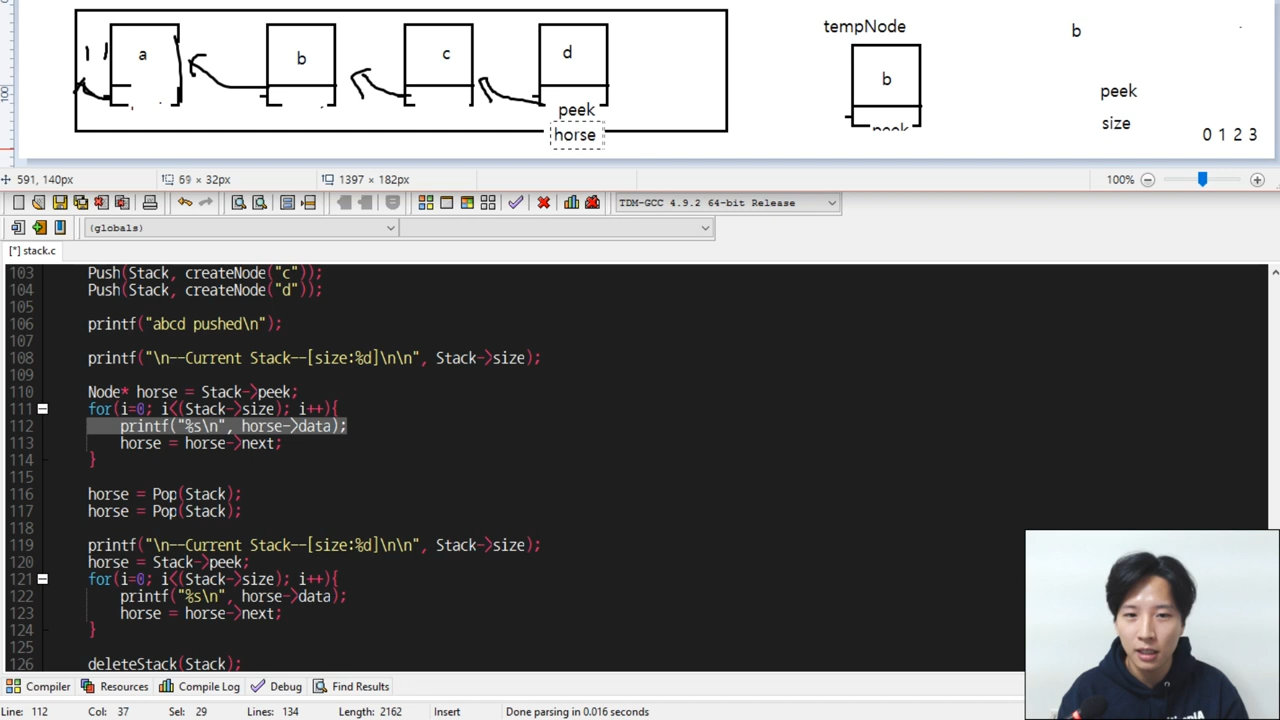 tempNode
b
a
b
c
d
b
peek
peek
horse
size
0 1 2 3
100
591, 140px
69 × 32px
1397 × 182px
100%
TDM-GCC 4.9.2 64-bit Release
(globals)
[*] stack.c
103 Push(Stack, createNode("c"));
104 Push(Stack, createNode("d"));
105
106 printf("abcd pushed\n");
107
108 printf("\n--Current Stack--[size:%d]\n\n", Stack->size);
109
110 Node* horse = Stack->peek;
111 for(i=0; i<(Stack->size); i++){
112 printf("%s\n", horse->data);
113 horse = horse->next;
114 }
115
116 horse = Pop(Stack);
117 horse = Pop(Stack);
118
119 printf("\n--Current Stack--[size:%d]\n\n", Stack->size);
120 horse = Stack->peek;
121 for(i=0; i<(Stack->size); i++){
122 printf("%s\n", horse->data);
123 horse = horse->next;
124 }
125
126 deleteStack(Stack);
Compiler Resources Compile Log Debug Find Results
Line: 112 Col: 37 Sel: 29 Lines: 134 Length: 2162 Insert Done parsing in 0.016 seconds